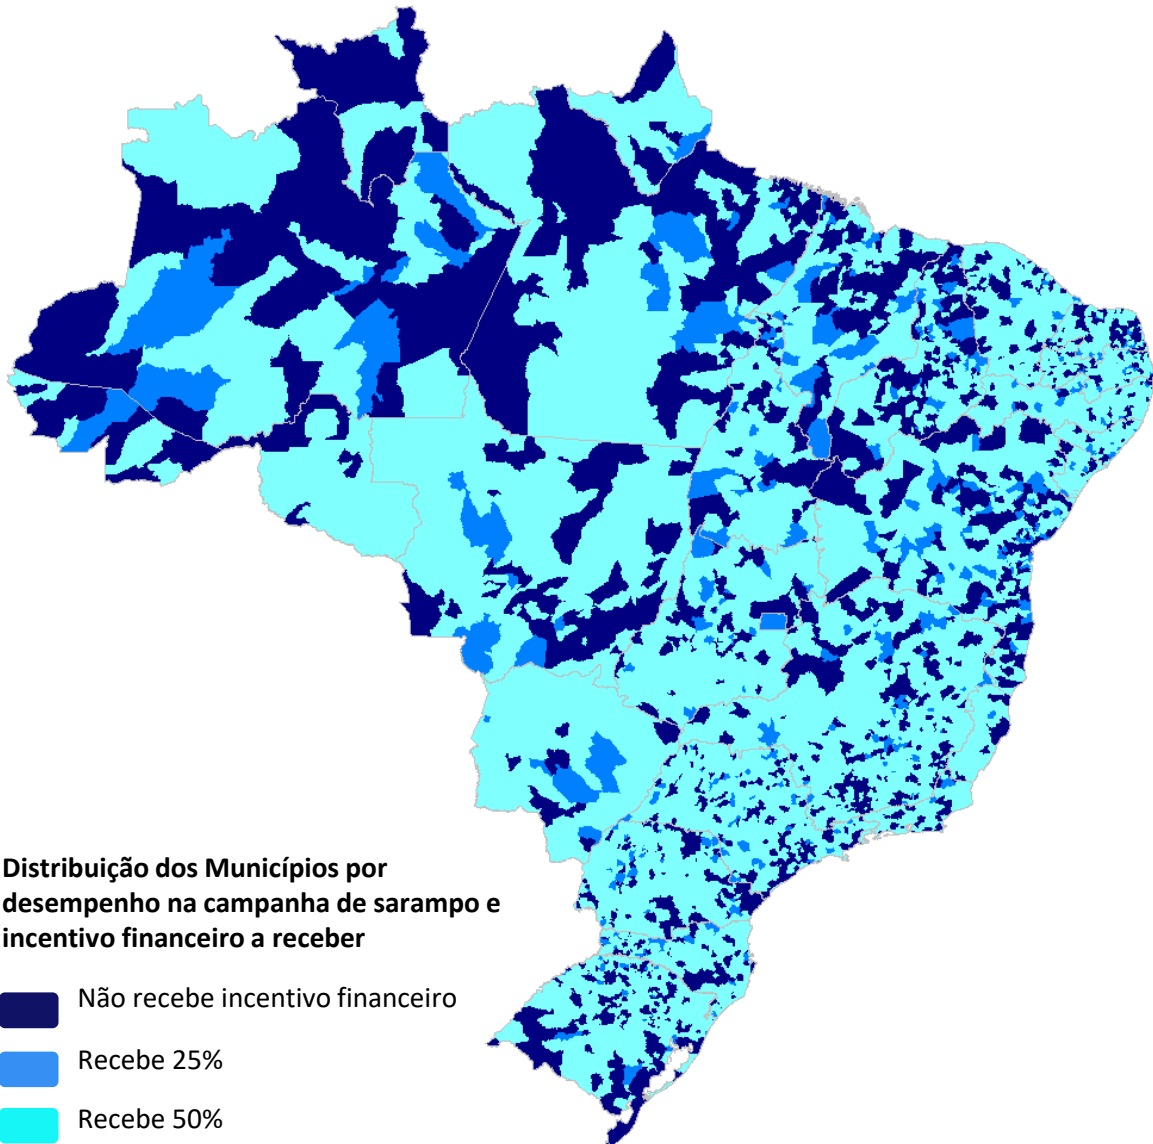 Distribuição dos Municípios por
desempenho na campanha de sarampo e
incentivo financeiro a receber
Não recebe incentivo financeiro
Recebe 25%
Recebe 50%